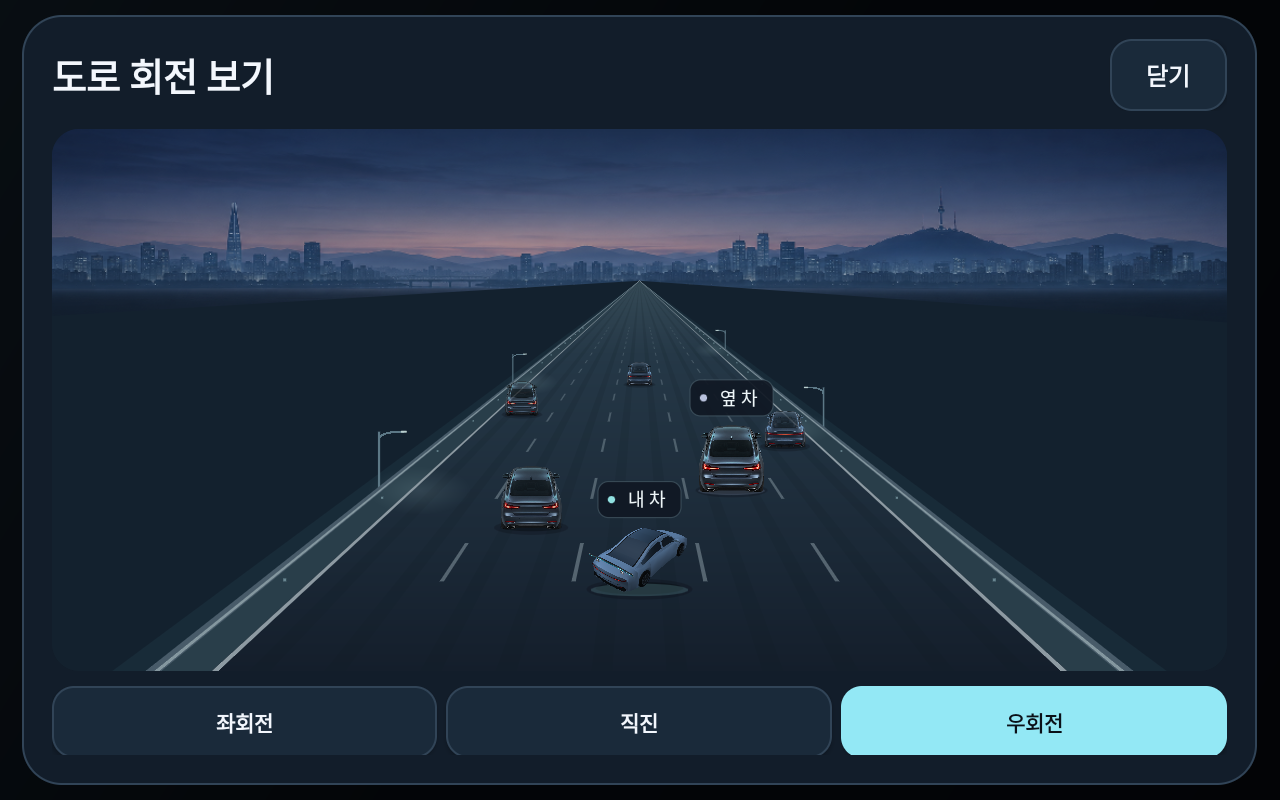 도로 회전 보기
닫기
옆 차
내 차
좌회전
직진
우회전